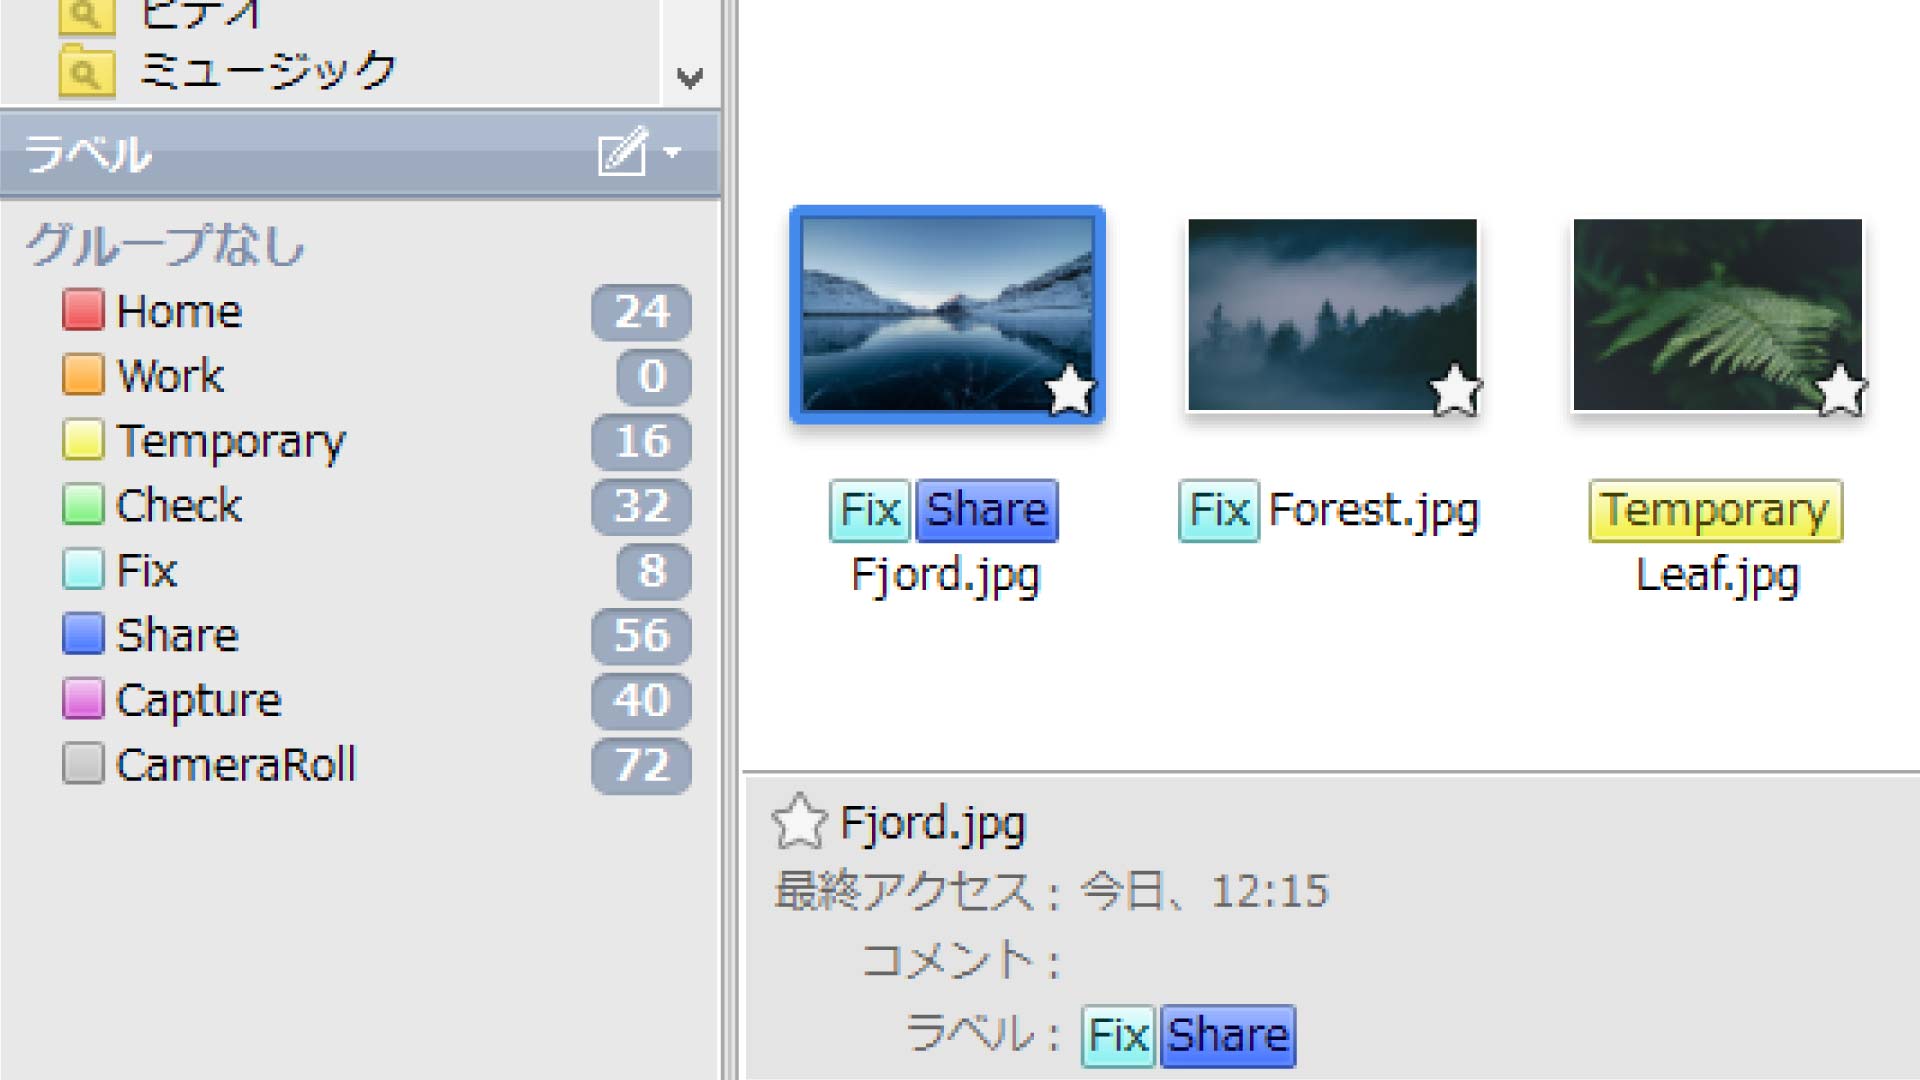 ビデオ
ミュージック
ラベル
グループなし
Home 24
Work 0
Temporary 16
Check 32
Fix 8
Share 56
Capture 40
CameraRoll 72
Fix Share
Fjord.jpg
Fix Forest.jpg
Temporary
Leaf.jpg
Fjord.jpg
最終アクセス : 今日、12:15
コメント :
ラベル : Fix Share